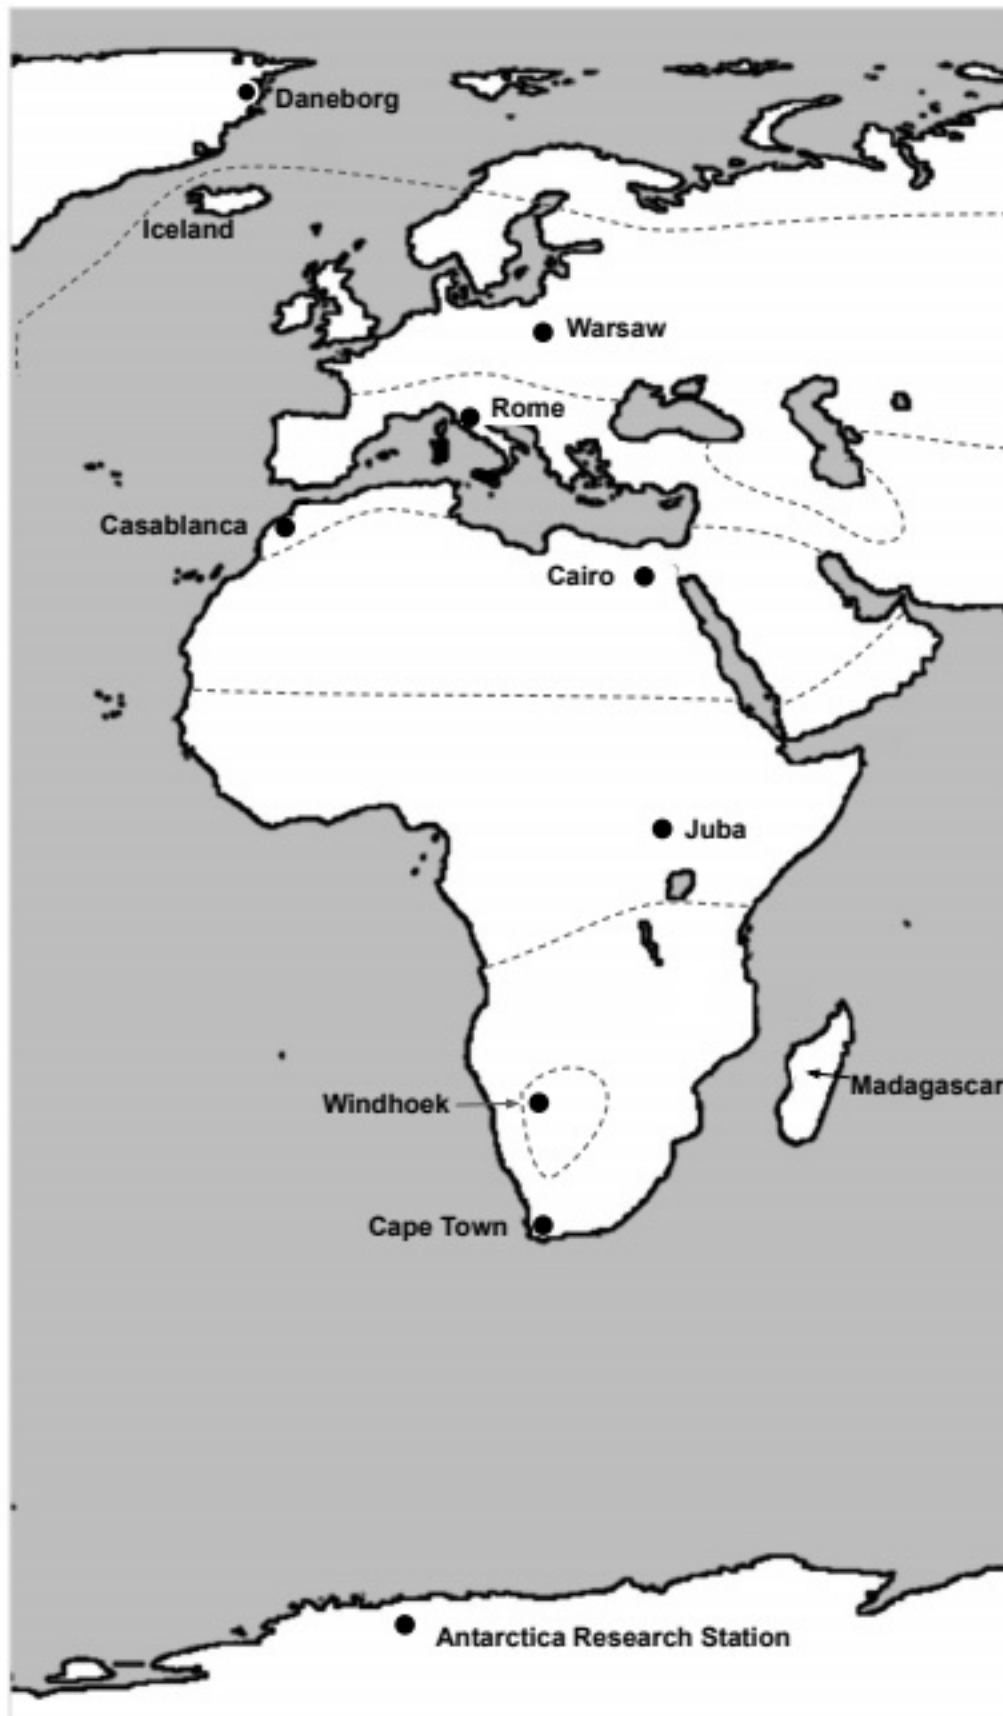 Daneborg
Iceland
Warsaw
Rome
Casablanca
Cairo
Juba
Madagascar
Windhoek
Cape Town
Antarctica Research Station